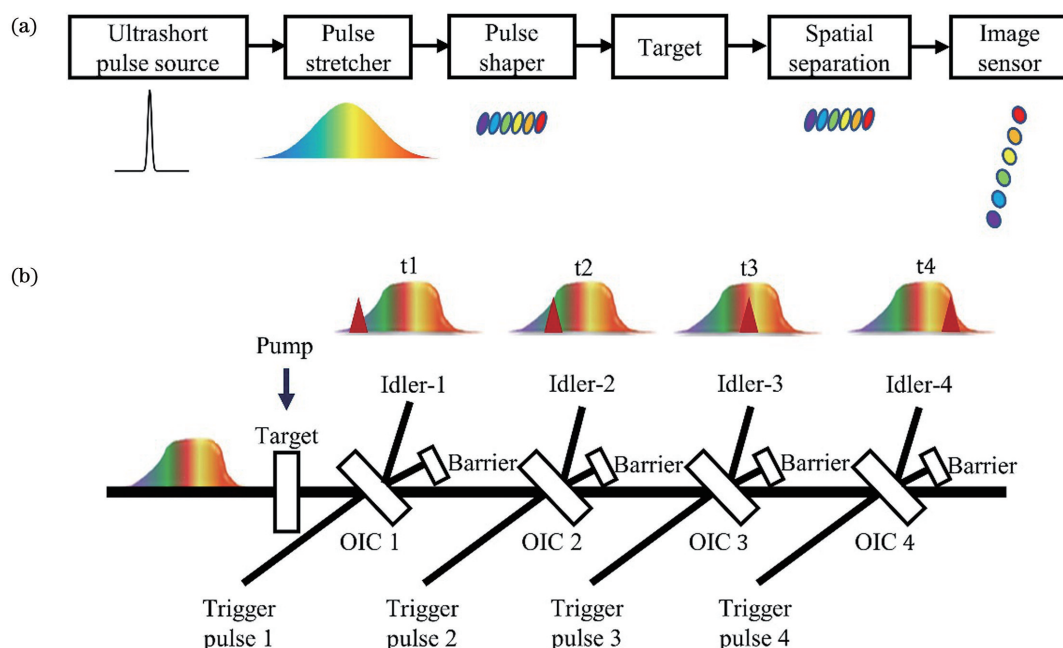 (a)
Ultrashort
pulse source
Pulse
stretcher
Pulse
shaper
Target
Spatial
separation
Image
sensor
(b)
t1
t2
t3
t4
Pump
Idler-1
Idler-2
Idler-3
Idler-4
Target
Barrier
Barrier
Barrier
Barrier
OIC 1
OIC 2
OIC 3
OIC 4
Trigger
pulse 1
Trigger
pulse 2
Trigger
pulse 3
Trigger
pulse 4